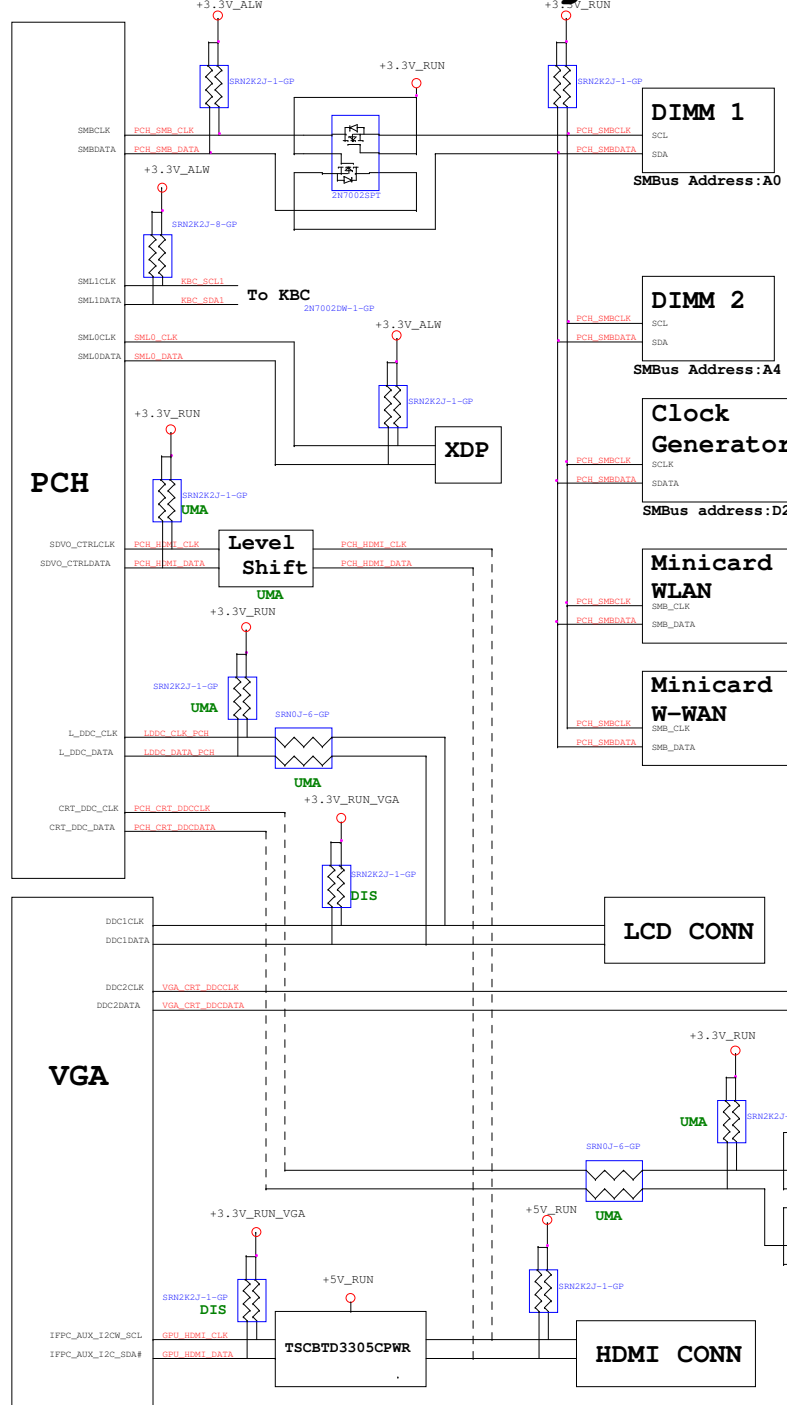 +3.3V_ALW
+3.3V_RUN
SRN2K2J-1-GP
+3.3V_RUN
SRN2K2J-1-GP
DIMM 1
SMBCLK
PCH_SMB_CLK
PCH_SMBCLK
SCL
SMBDATA
PCH_SMB_DATA
PCH_SMBDATA
SDA
+3.3V_ALW
2N7002SPT
SMBus Address:A0
SRN2K2J-8-GP
SML1CLK
KBC_SCL1
To KBC
SML1DATA
KBC_SDA1
2N7002DW-1-GP
DIMM 2
+3.3V_ALW
PCH_SMBCLK
SCL
SML0CLK
SML0_CLK
PCH_SMBDATA
SDA
SML0DATA
SML0_DATA
SMBus Address:A4
SRN2K2J-1-GP
+3.3V_RUN
Clock
Generator
XDP
PCH_SMBCLK
SCLK
PCH_SMBDATA
SDATA
PCH
SRN2K2J-1-GP
UMA
SMBus address:D2
SDVO_CTRLCLK
PCH_HDMI_CLK
Level
Shift
PCH_HDMI_CLK
SDVO_CTRLDATA
PCH_HDMI_DATA
PCH_HDMI_DATA
UMA
Minicard
WLAN
PCH_SMBCLK
SMB_CLK
PCH_SMBDATA
SMB_DATA
+3.3V_RUN
SRN2K2J-1-GP
UMA
SRN0J-6-GP
Minicard
W-WAN
PCH_SMBCLK
SMB_CLK
PCH_SMBDATA
SMB_DATA
L_DDC_CLK
LDDC_CLK_PCH
L_DDC_DATA
LDDC_DATA_PCH
UMA
+3.3V_RUN_VGA
CRT_DDC_CLK
PCH_CRT_DDCCLK
CRT_DDC_DATA
PCH_CRT_DDCDATA
SRN2K2J-1-GP
DIS
DDC1CLK
DDC1DATA
LCD CONN
DDC2CLK
VGA_CRT_DDCCLK
DDC2DATA
VGA_CRT_DDCDATA
VGA
+3.3V_RUN
SRN2K2J-
UMA
SRN0J-6-GP
UMA
+3.3V_RUN_VGA
+5V_RUN
+5V_RUN
SRN2K2J-1-GP
DIS
SRN2K2J-1-GP
IFPC_AUX_I2CW_SCL
GPU_HDMI_CLK
TSCBTD3305CPWR
IFPC_AUX_I2C_SDA#
GPU_HDMI_DATA
HDMI CONN